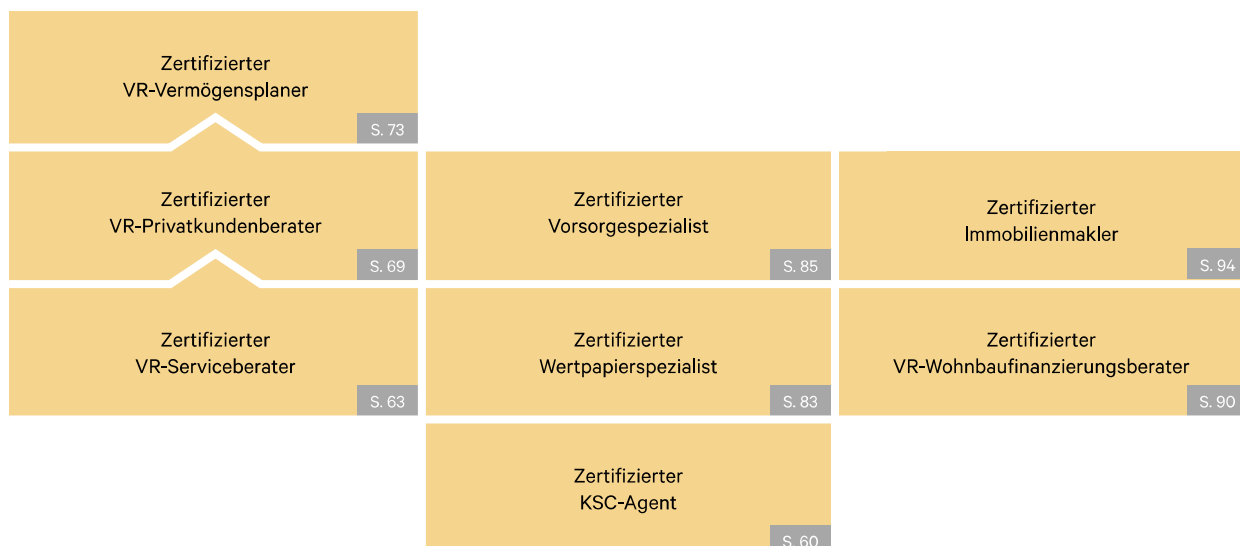 Zertifizierter
VR-Vermögensplaner
S. 73
Zertifizierter
VR-Privatkundenberater
S. 69
Zertifizierter
Vorsorgespezialist
S. 85
Zertifizierter
Immobilienmakler
S. 94
Zertifizierter
VR-Serviceberater
S. 63
Zertifizierter
Wertpapierspezialist
S. 83
Zertifizierter
VR-Wohnbaufinanzierungsberater
S. 90
Zertifizierter
KSC-Agent
S. 60